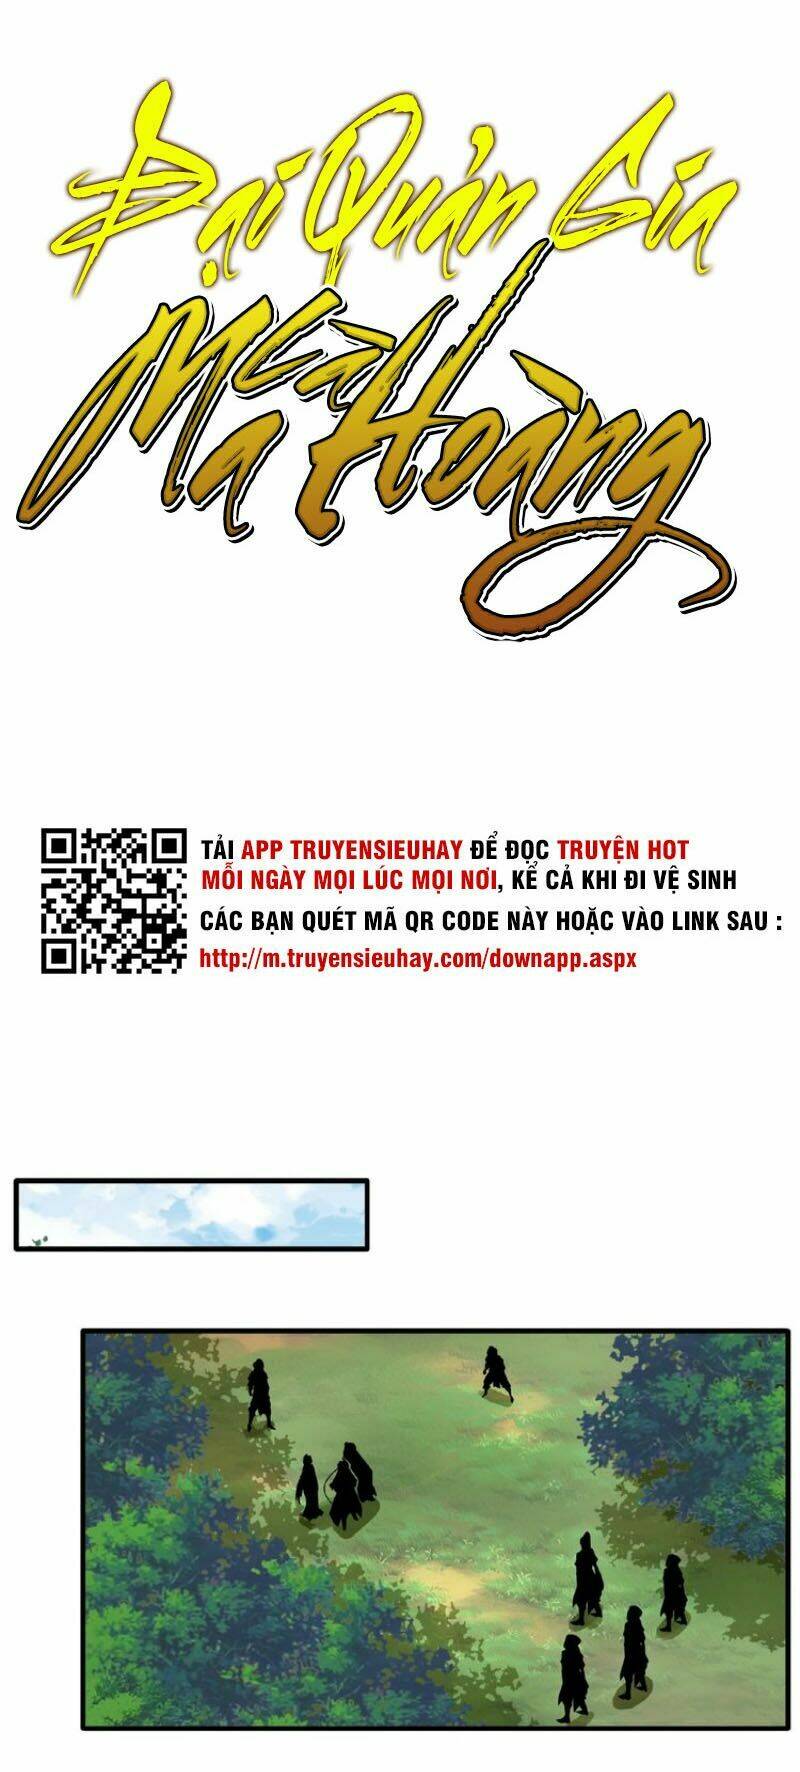 Đại Quản Gia
Là
Ma Hoàng
TẢI APP TRUYENSIEUHAY ĐỂ ĐỌC TRUYỆN HOT
MỖI NGÀY MỌI LÚC MỌI NƠI, KỂ CẢ KHI ĐI VỆ SINH
CÁC BẠN QUÉT MÃ QR CODE NÀY HOẶC VÀO LINK SAU :
http://m.truyensieuhay.com/downapp.aspx